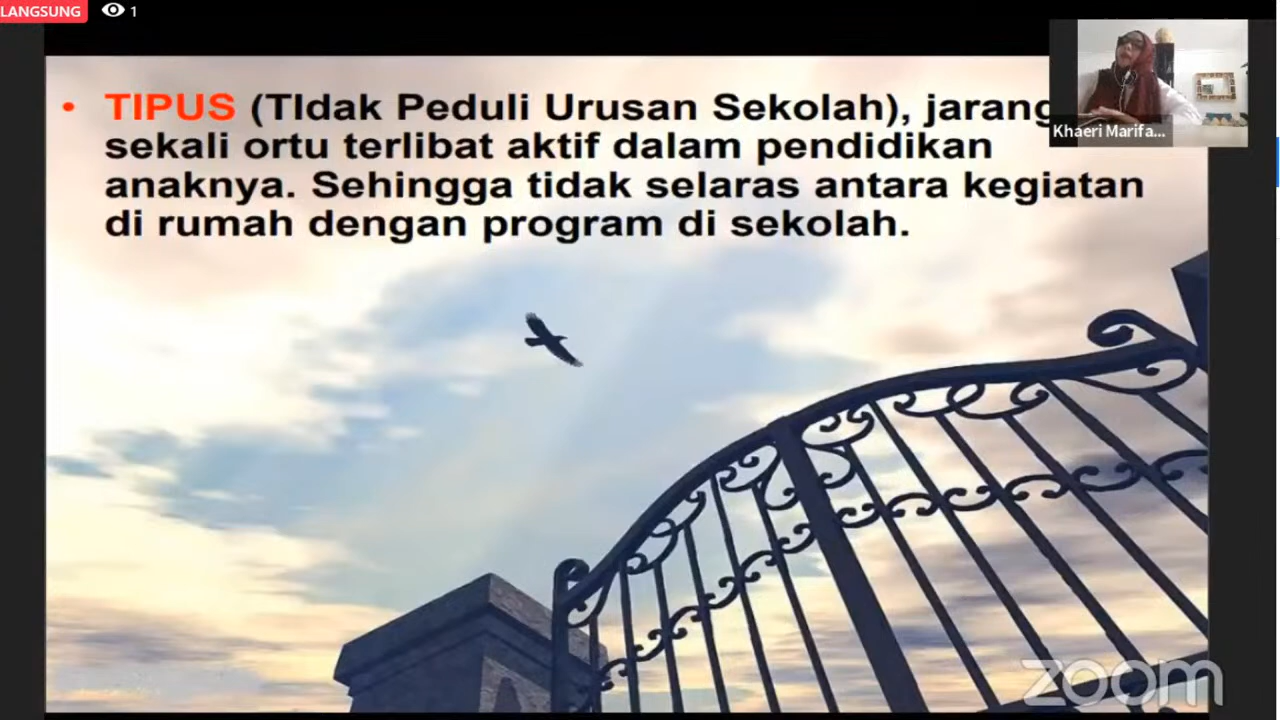 LANGSUNG 1
• TIPUS (TIdak Peduli Urusan Sekolah), jarang
sekali ortu terlibat aktif dalam pendidikan
anaknya. Sehingga tidak selaras antara kegiatan
di rumah dengan program di sekolah.
Khaeri Marifa...
zoom